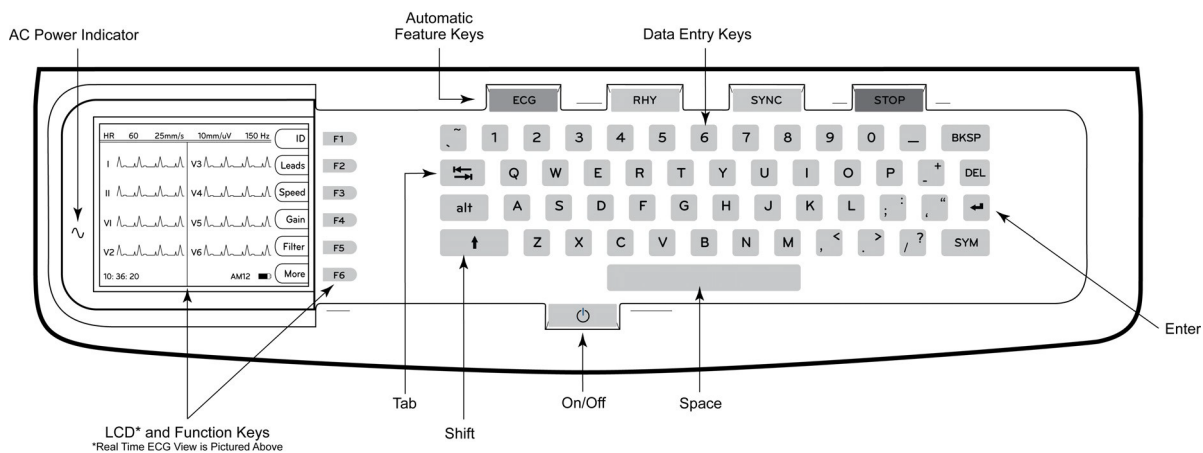 Automatic
Feature Keys
AC Power Indicator
Data Entry Keys
ECG RHY SYNC STOP
HR 60 25mm/s 10mm/uV 150 Hz ID F1
~ ` 1 2 3 4 5 6 7 8 9 0 _ BKSP
I V3 Leads F2
Q W E R T Y U I O P - + DEL
II V4 Speed F3
alt A S D F G H J K L ; : ‘ “
VI V5 Gain F4
V2 V6 Filter F5
Z X C V B N M , < . > / ? SYM
10: 36: 20 AM12 More F6
Enter
Tab
On/Off
Space
Shift
LCD* and Function Keys
*Real Time ECG View is Pictured Above